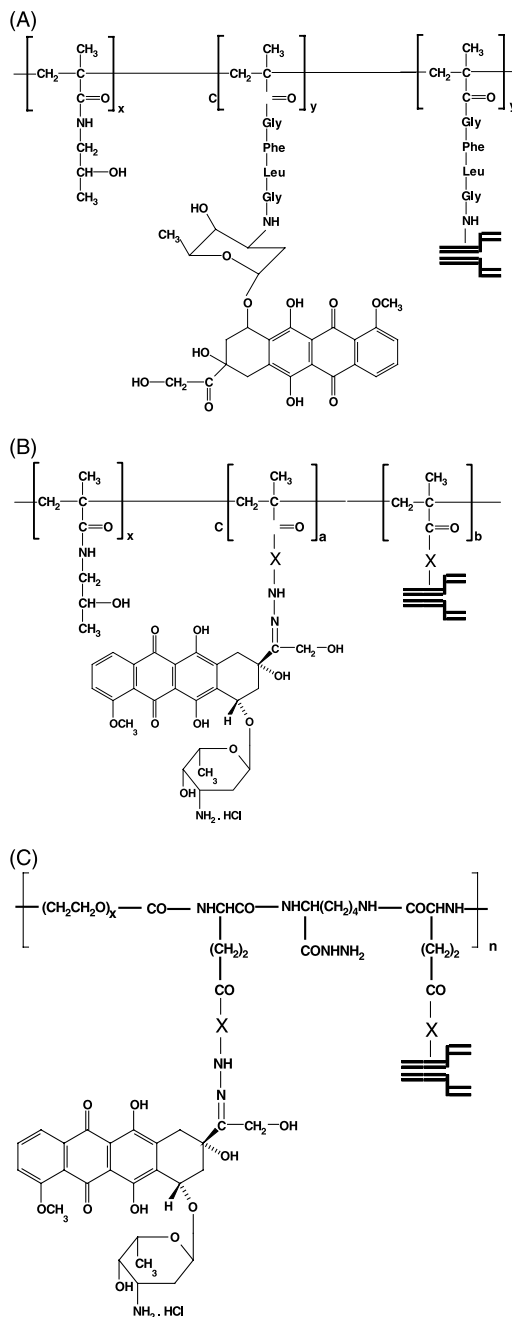 (A)
CH₃ CH₃ CH₃
CH₂ C CH₂ C CH₂ C
C=O x C =O y C=O y
NH Gly Gly
CH₂ Phe Phe
CH—OH Leu Leu
CH₃ Gly Gly
HO NH NH
CH₃ O
O OH O OCH₃
HO
HO—CH₂—C
O OH O
(B)
CH₃ CH₃ CH₃
CH₂ C CH₂ C CH₂ C
C=O x C =O a C=O b
NH X X
CH₂ NH
CH—OH N
CH₃ C—CH₂—OH
O OH OH
OCH₃ O OH H O
O
CH₃
OH
NH₂ . HCl
(C)
(CH₂CH₂O)x CO NHCHCO NHCH(CH₂)₄NH COCHNH n
(CH₂)₂ CONHNH₂ (CH₂)₂
CO CO
X X
NH
N
C—CH₂—OH
O OH OH
OCH₃ O OH H O
O
CH₃
OH
NH₂ . HCl